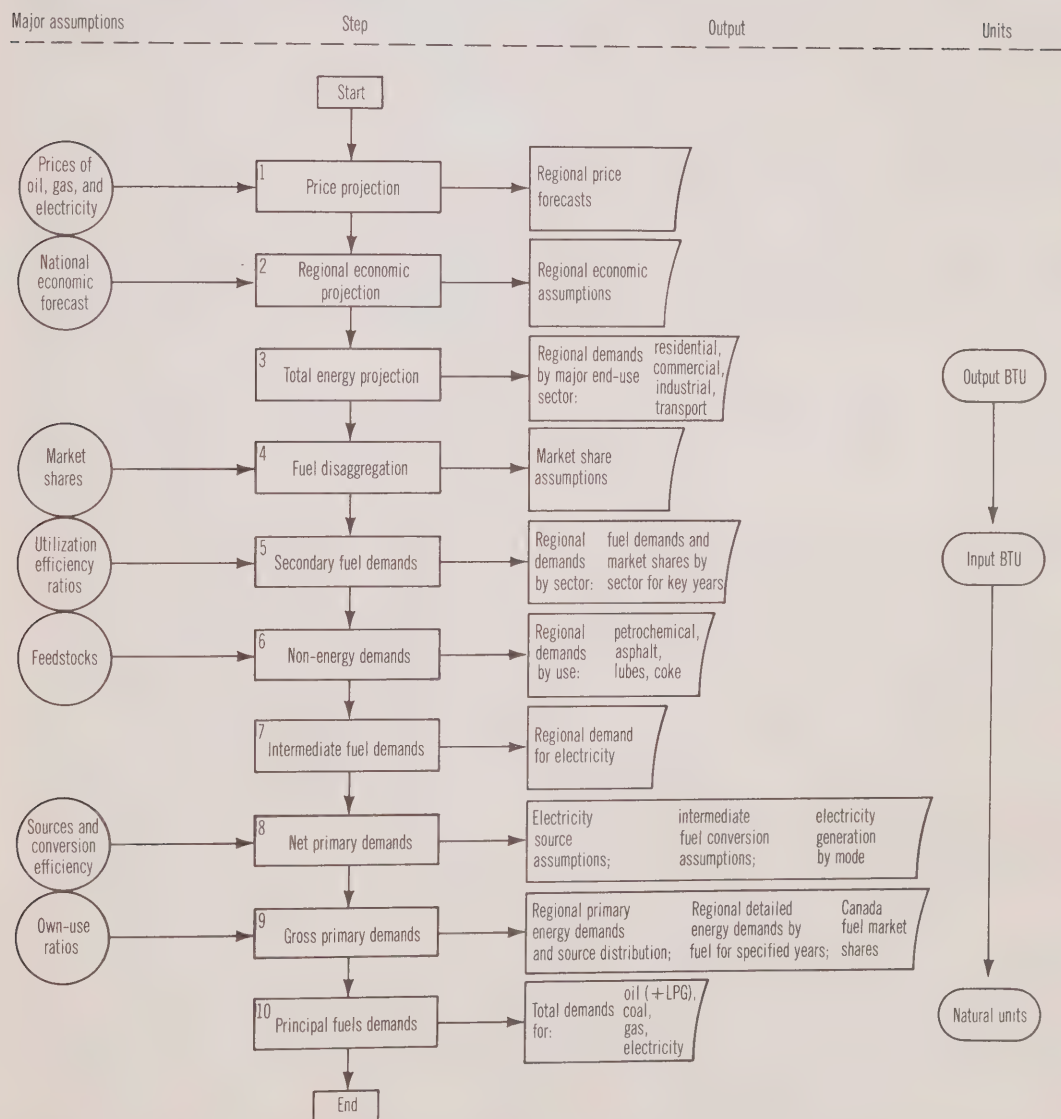 Major assumptions Step Output Units
Start
Prices of
oil, gas, and
electricity
1
Price projection
Regional price
forecasts
National
economic
forecast
2
Regional economic
projection
Regional economic
assumptions
3
Total energy projection
Regional demands
by major end-use
sector:
residential,
commercial,
industrial,
transport
Output BTU
Market
shares
4
Fuel disaggregation
Market share
assumptions
Utilization
efficiency
ratios
5
Secondary fuel demands
Regional
demands
by sector:
fuel demands and
market shares by
sector for key years
Input BTU
Feedstocks
6
Non-energy demands
Regional
demands
by use:
petrochemical,
asphalt,
lubes, coke
7
Intermediate fuel demands
Regional demand
for electricity
Sources and
conversion
efficiency
8
Net primary demands
Electricity
source
assumptions;
intermediate
fuel conversion
assumptions;
electricity
generation
by mode
Own-use
ratios
9
Gross primary demands
Regional primary
energy demands
and source distribution;
Regional detailed
energy demands by
fuel for specified years;
Canada
fuel market
shares
10
Principal fuels demands
Total demands
for:
oil (+LPG),
coal,
gas,
electricity
Natural units
End